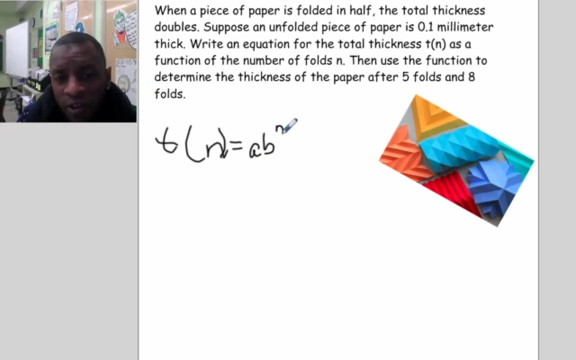 When a piece of paper is folded in half, the total thickness
doubles. Suppose an unfolded piece of paper is 0.1 millimeter
thick. Write an equation for the total thickness t(n) as a
function of the number of folds n. Then use the function to
determine the thickness of the paper after 5 folds and 8
folds.
t(n)=abⁿ